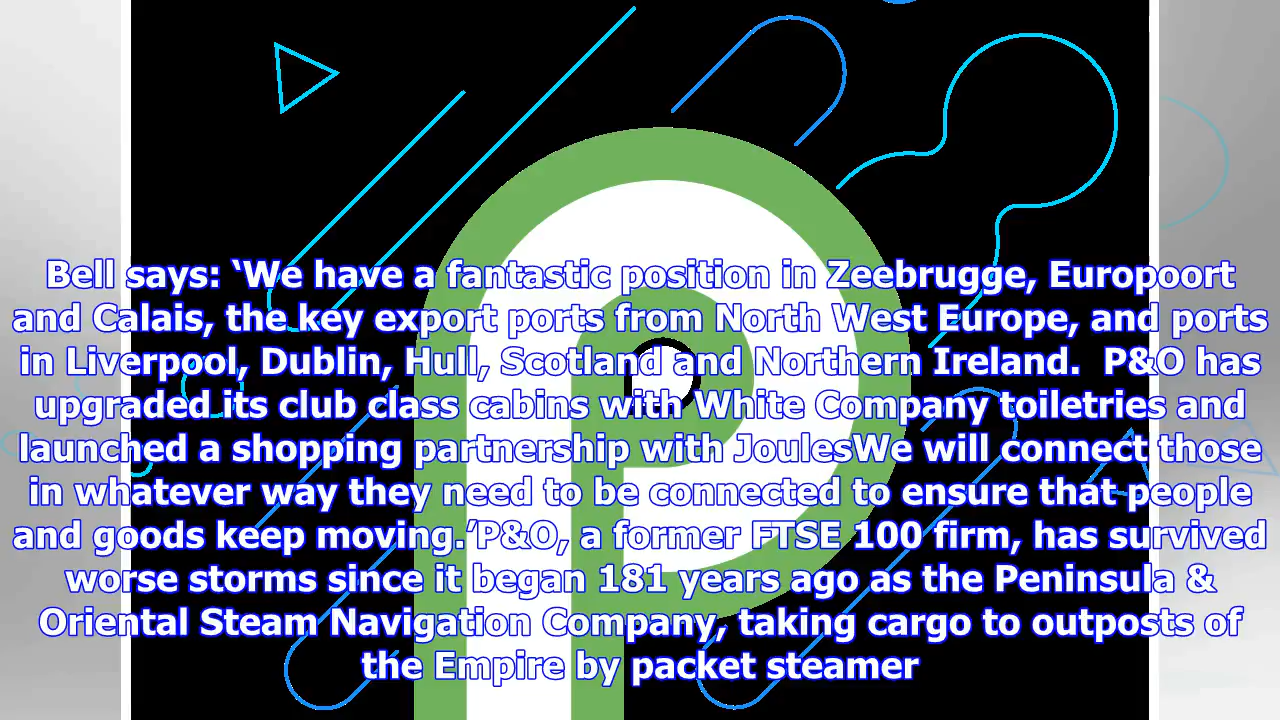 Bell says: ‘We have a fantastic position in Zeebrugge, Europoort
and Calais, the key export ports from North West Europe, and ports
in Liverpool, Dublin, Hull, Scotland and Northern Ireland.  P&O has
upgraded its club class cabins with White Company toiletries and
launched a shopping partnership with JoulesWe will connect those
in whatever way they need to be connected to ensure that people
and goods keep moving.’P&O, a former FTSE 100 firm, has survived
worse storms since it began 181 years ago as the Peninsula &
Oriental Steam Navigation Company, taking cargo to outposts of
the Empire by packet steamer